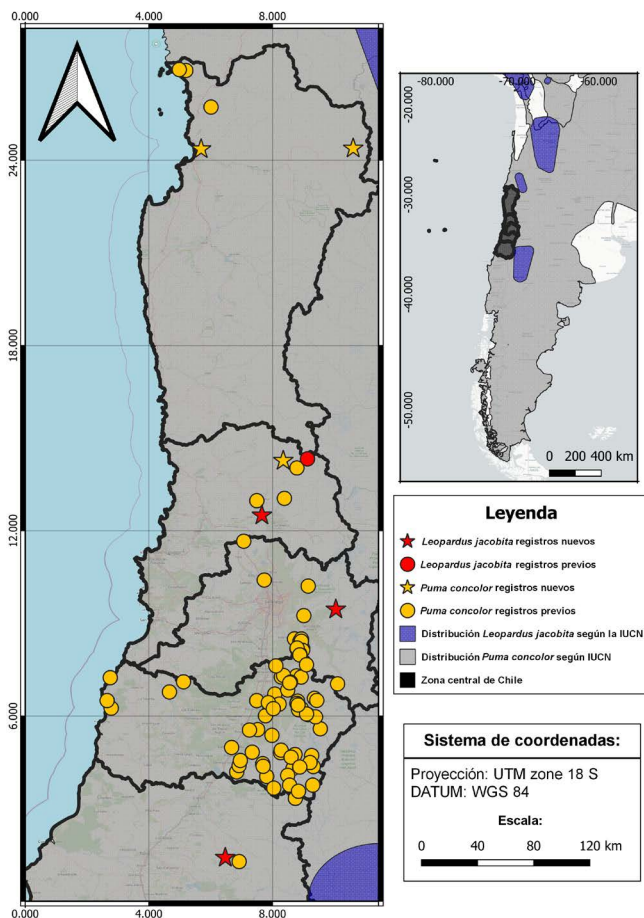 0.000
4.000
8.000
24.000
18.000
12.000
6.000
0.000
0.000
4.000
8.000
-80.000
-70.000
-60.000
-20.000
-30.000
-40.000
-50.000
0 200 400 km
Leyenda
Leopardus jacobita registros nuevos
Leopardus jacobita registros previos
Puma concolor registros nuevos
Puma concolor registros previos
Distribución Leopardus jacobita según la IUCN
Distribución Puma concolor según IUCN
Zona central de Chile
Sistema de coordenadas:
Proyección: UTM zone 18 S
DATUM: WGS 84
Escala:
0 40 80 120 km